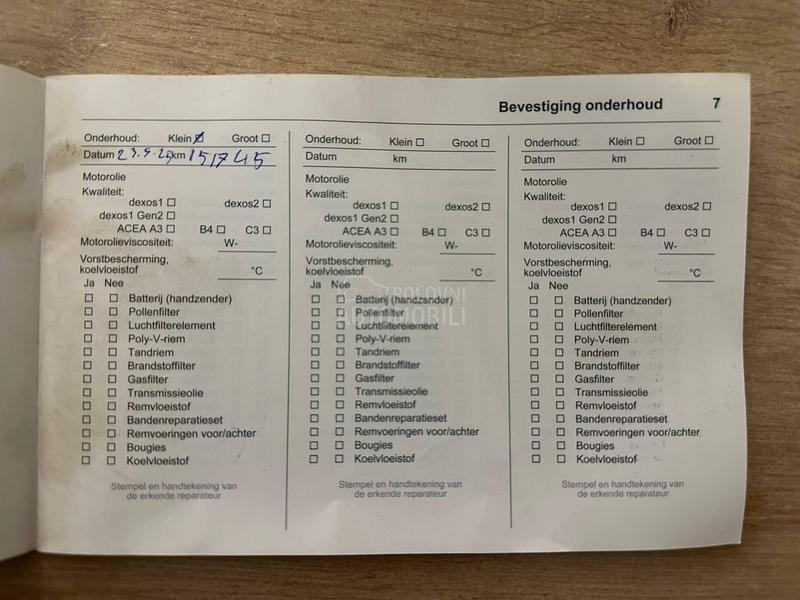 Bevestiging onderhoud 7
Onderhoud: Klein ☑ Groot ☐
Datum 23.9.25 km 151745
Motorolie
Kwaliteit:
dexos1 ☐ dexos2 ☐
dexos1 Gen2 ☐
ACEA A3 ☐ B4 ☐ C3 ☐
Motorolieviscositeit: W-
Vorstbescherming,
koelvloeistof °C
Ja Nee
☐ ☐ Batterij (handzender)
☐ ☐ Pollenfilter
☐ ☐ Luchtfilterelement
☐ ☐ Poly-V-riem
☐ ☐ Tandriem
☐ ☐ Brandstoffilter
☐ ☐ Gasfilter
☐ ☐ Transmissieolie
☐ ☐ Remvloeistof
☐ ☐ Bandenreparatieset
☐ ☐ Remvoeringen voor/achter
☐ ☐ Bougies
☐ ☐ Koelvloeistof
Stempel en handtekening van
de erkende reparateur
Onderhoud: Klein ☐ Groot ☐
Datum km
Motorolie
Kwaliteit:
dexos1 ☐ dexos2 ☐
dexos1 Gen2 ☐
ACEA A3 ☐ B4 ☐ C3 ☐
Motorolieviscositeit: W-
Vorstbescherming,
koelvloeistof °C
Ja Nee
☐ ☐ Batterij (handzender)
☐ ☐ Pollenfilter
☐ ☐ Luchtfilterelement
☐ ☐ Poly-V-riem
☐ ☐ Tandriem
☐ ☐ Brandstoffilter
☐ ☐ Gasfilter
☐ ☐ Transmissieolie
☐ ☐ Remvloeistof
☐ ☐ Bandenreparatieset
☐ ☐ Remvoeringen voor/achter
☐ ☐ Bougies
☐ ☐ Koelvloeistof
Stempel en handtekening van
de erkende reparateur
Onderhoud: Klein ☐ Groot ☐
Datum km
Motorolie
Kwaliteit:
dexos1 ☐ dexos2 ☐
dexos1 Gen2 ☐
ACEA A3 ☐ B4 ☐ C3 ☐
Motorolieviscositeit: W-
Vorstbescherming,
koelvloeistof °C
Ja Nee
☐ ☐ Batterij (handzender)
☐ ☐ Pollenfilter
☐ ☐ Luchtfilterelement
☐ ☐ Poly-V-riem
☐ ☐ Tandriem
☐ ☐ Brandstoffilter
☐ ☐ Gasfilter
☐ ☐ Transmissieolie
☐ ☐ Remvloeistof
☐ ☐ Bandenreparatieset
☐ ☐ Remvoeringen voor/achter
☐ ☐ Bougies
☐ ☐ Koelvloeistof
Stempel en handtekening van
de erkende reparateur
POLOVNI
AUTOMOBILI